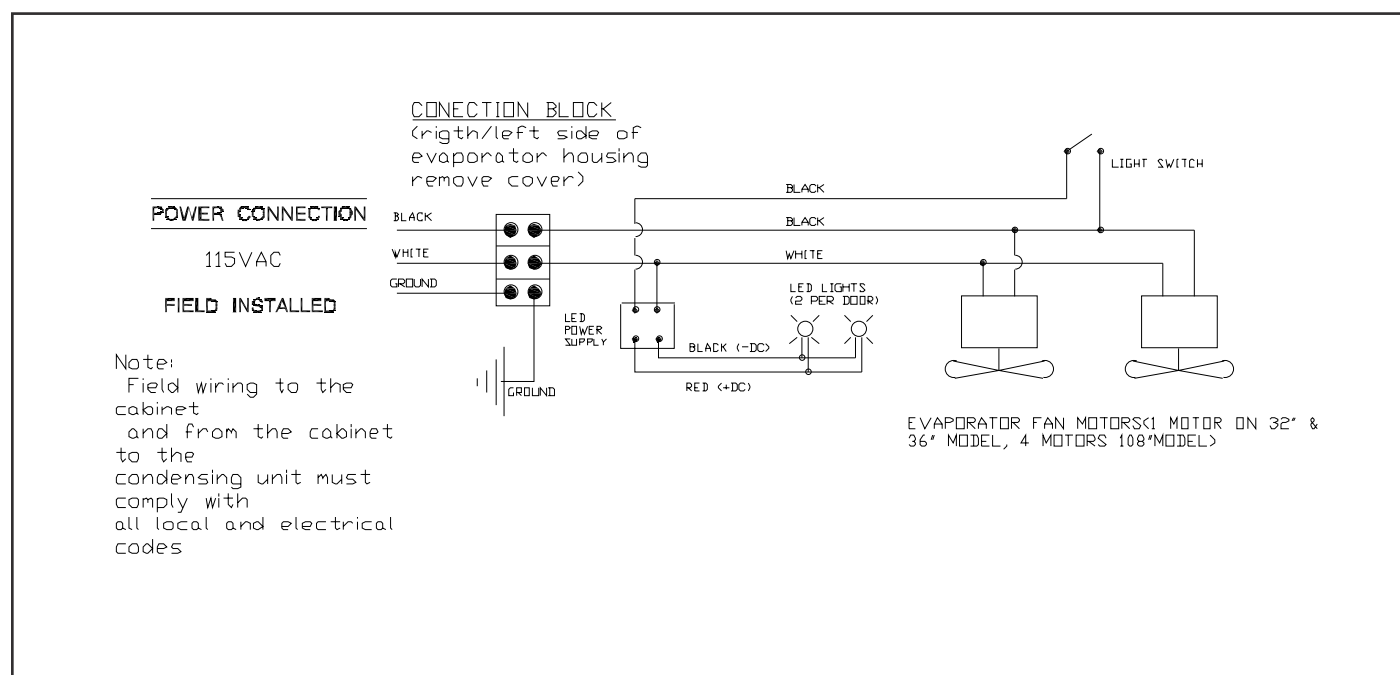 CONECTION BLOCK
(rigth/left side of
evaporator housing
remove cover)
POWER CONNECTION
115VAC
FIELD INSTALLED
BLACK
WHITE
GROUND
BLACK
BLACK
WHITE
LIGHT SWITCH
LED LIGHTS
(2 PER DOOR)
LED
POWER
SUPPLY
BLACK (-DC)
RED (+DC)
GROUND
EVAPORATOR FAN MOTORS(1 MOTOR ON 32" &
36" MODEL, 4 MOTORS 108"MODEL)
Note:
Field wiring to the
cabinet
and from the cabinet
to the
condensing unit must
comply with
all local and electrical
codes